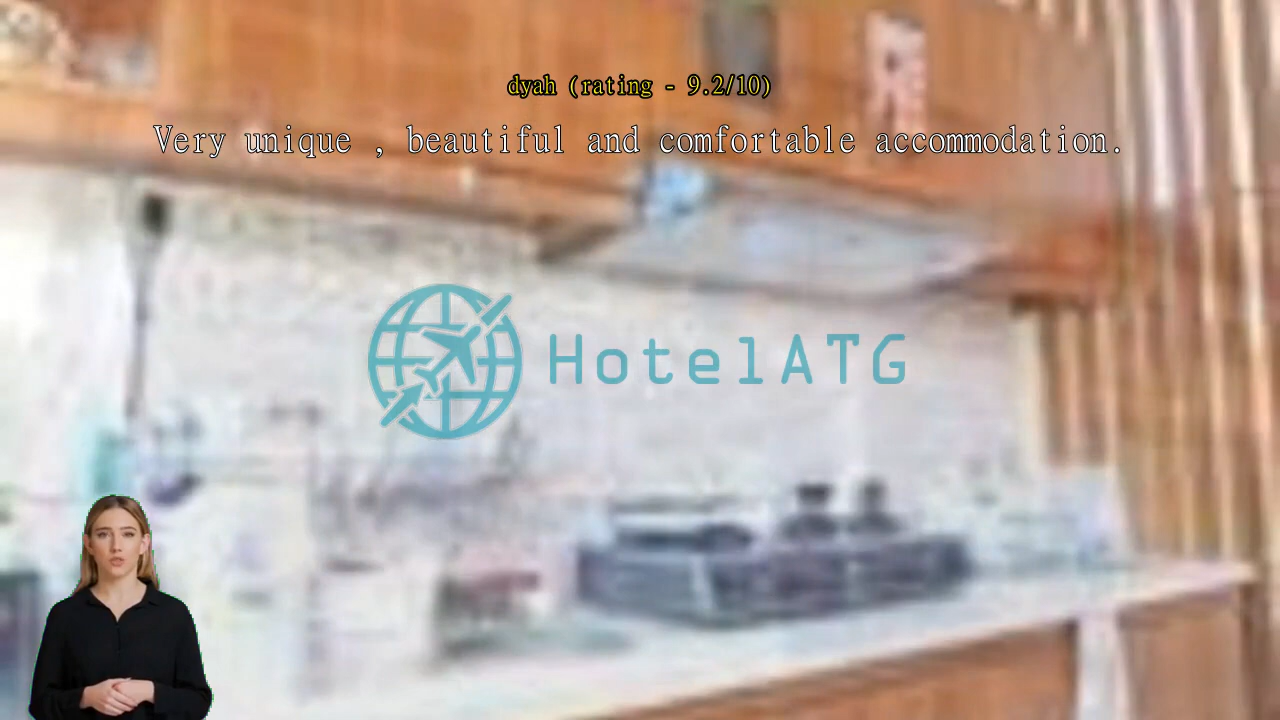 dyah (rating - 9.2/10)
Very unique , beautiful and comfortable accommodation.
HotelATG